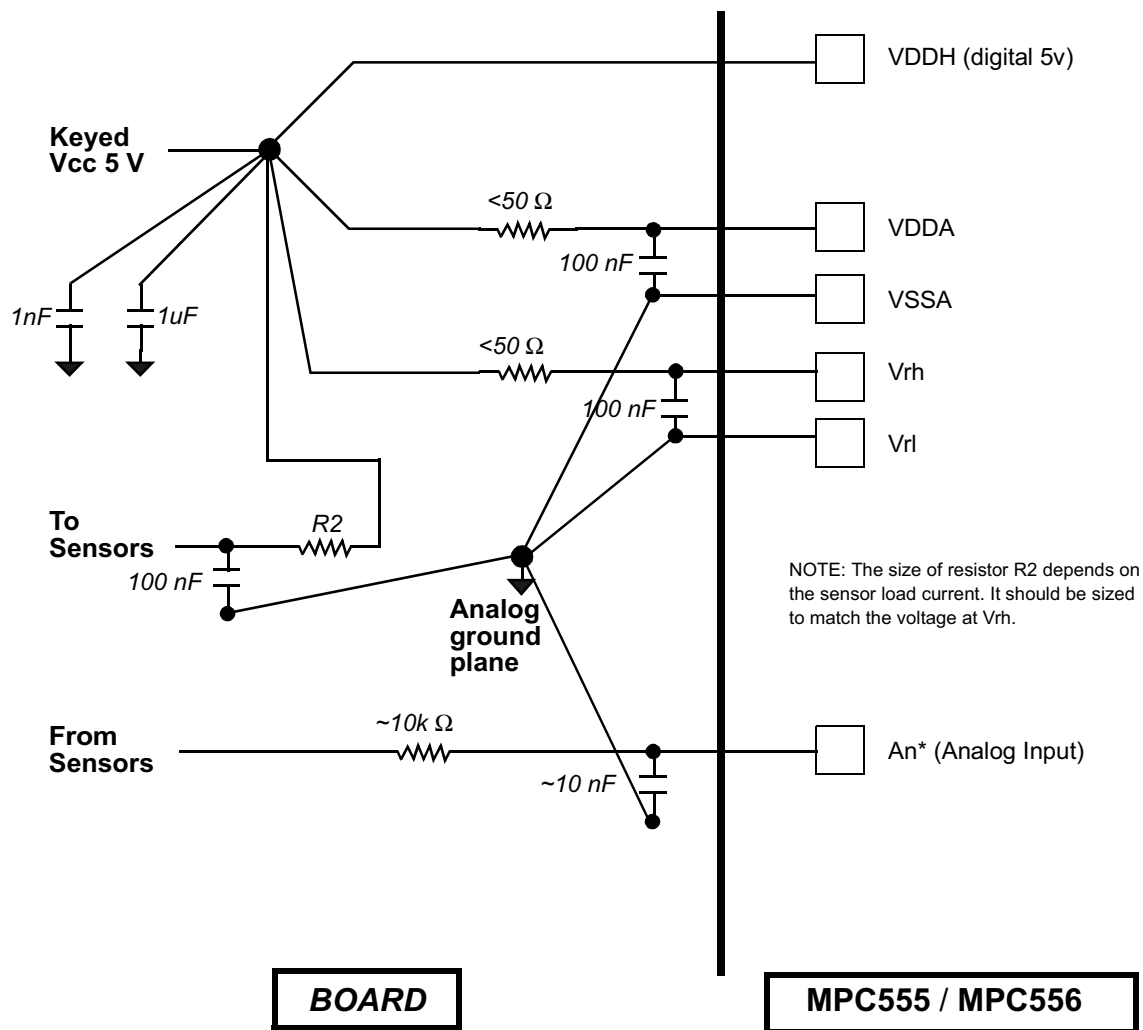 VDDH (digital 5v)
Keyed
Vcc 5 V
<50 Ω
VDDA
100 nF
VSSA
1nF
1uF
<50 Ω
Vrh
100 nF
Vrl
To
Sensors
R2
100 nF
NOTE: The size of resistor R2 depends on
the sensor load current. It should be sized
to match the voltage at Vrh.
Analog
ground
plane
From
Sensors
~10k Ω
An* (Analog Input)
~10 nF
BOARD
MPC555 / MPC556